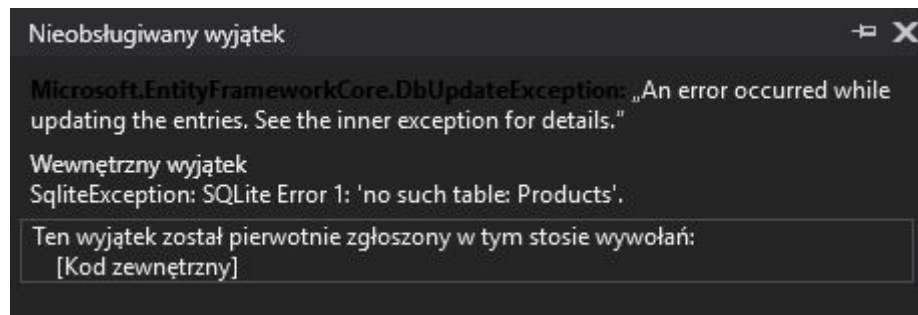 Nieobsługiwany wyjątek
Microsoft.EntityFrameworkCore.DbUpdateException: „An error occurred while
updating the entries. See the inner exception for details.”
Wewnętrzny wyjątek
SqliteException: SQLite Error 1: 'no such table: Products'.
Ten wyjątek został pierwotnie zgłoszony w tym stosie wywołań:
[Kod zewnętrzny]